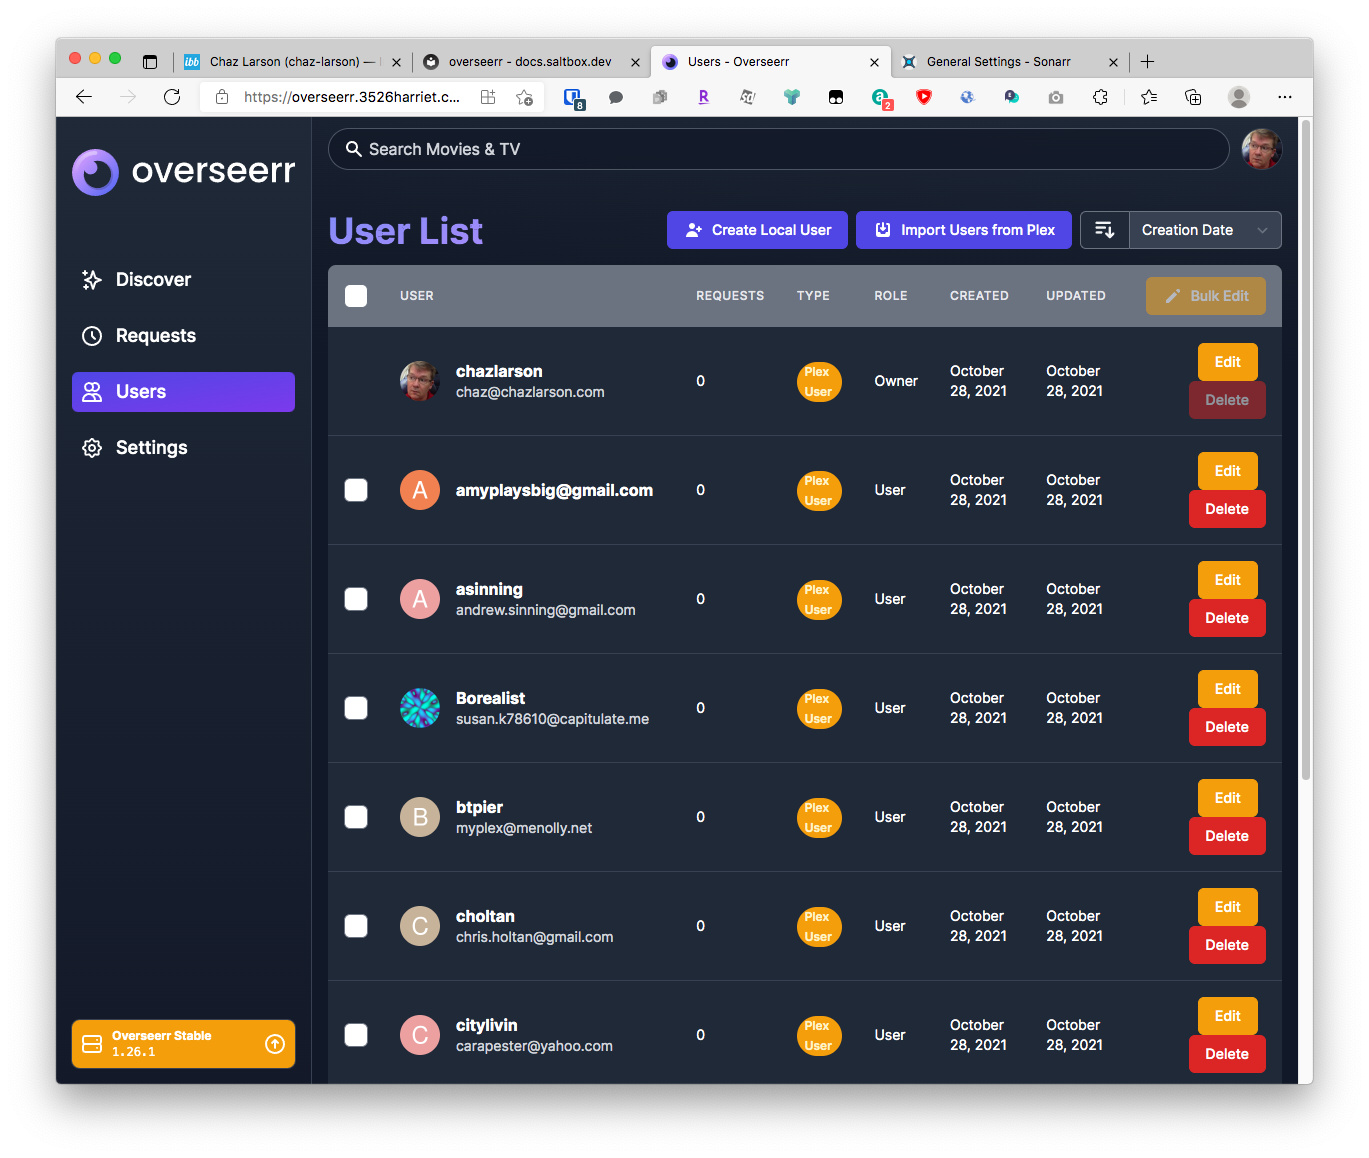 Chaz Larson (chaz-larson) —
overseerr - docs.saltbox.dev
Users - Overseerr
General Settings - Sonarr
https://overseerr.3526harriet.c...
8
R
2
overseerr
Search Movies & TV
Discover
Requests
Users
Settings
User List
Create Local User
Import Users from Plex
Creation Date
USER
REQUESTS
TYPE
ROLE
CREATED
UPDATED
Bulk Edit
chazlarson
chaz@chazlarson.com
0
Plex
User
Owner
October
28, 2021
October
28, 2021
Edit
Delete
A
amyplaysbig@gmail.com
0
Plex
User
User
October
28, 2021
October
28, 2021
Edit
Delete
A
asinning
andrew.sinning@gmail.com
0
Plex
User
User
October
28, 2021
October
28, 2021
Edit
Delete
Borealist
susan.k78610@capitulate.me
0
Plex
User
User
October
28, 2021
October
28, 2021
Edit
Delete
B
btpier
myplex@menolly.net
0
Plex
User
User
October
28, 2021
October
28, 2021
Edit
Delete
C
choltan
chris.holtan@gmail.com
0
Plex
User
User
October
28, 2021
October
28, 2021
Edit
Delete
C
citylivin
carapester@yahoo.com
0
Plex
User
User
October
28, 2021
October
28, 2021
Edit
Delete
Overseerr Stable
1.26.1